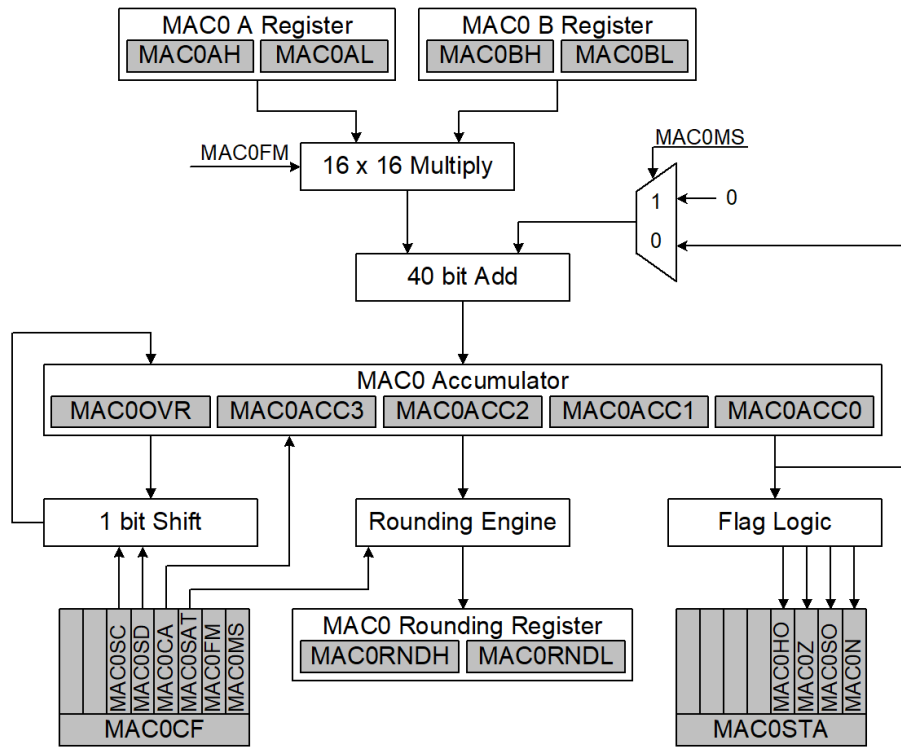 MAC0 A Register
MAC0 B Register
MAC0AH
MAC0AL
MAC0BH
MAC0BL
MAC0FM
16 x 16 Multiply
MAC0MS
1
0
0
40 bit Add
MAC0 Accumulator
MAC0OVR
MAC0ACC3
MAC0ACC2
MAC0ACC1
MAC0ACC0
1 bit Shift
Rounding Engine
Flag Logic
MAC0SC
MAC0SD
MAC0CA
MAC0SAT
MAC0FM
MAC0MS
MAC0CF
MAC0 Rounding Register
MAC0RNDH
MAC0RNDL
MAC0HO
MAC0Z
MAC0SO
MAC0N
MAC0STA